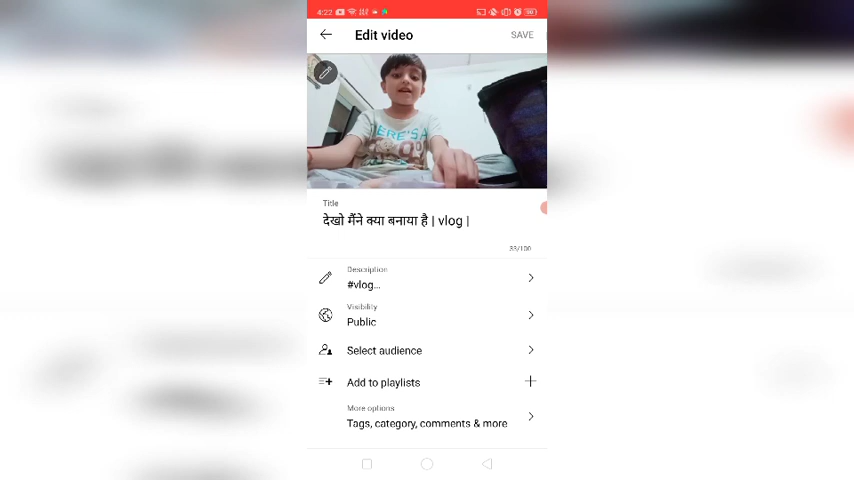 4:22
Edit video
SAVE
Title
देखो मैंने क्या बनाया है | vlog |
33/100
Description
#vlog...
Visibility
Public
Select audience
Add to playlists
More options
Tags, category, comments & more